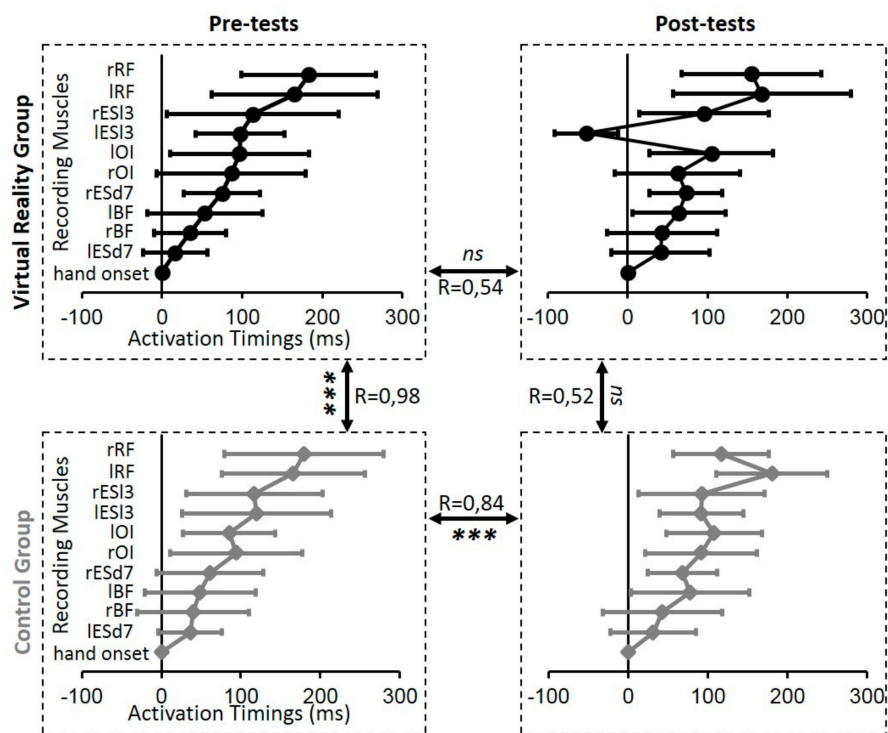 Pre-tests
Post-tests
Virtual Reality Group
Recording Muscles
rRF
lRF
rESl3
lESl3
lOI
rOI
rESd7
lBF
rBF
lESd7
hand onset
-100 0 100 200 300
Activation Timings (ms)
ns
R=0,54
-100 0 100 200 300
***
R=0,98
R=0,52
ns
Control Group
Recording Muscles
rRF
lRF
rESl3
lESl3
lOI
rOI
rESd7
lBF
rBF
lESd7
hand onset
-100 0 100 200 300
Activation Timings (ms)
R=0,84
***
-100 0 100 200 300